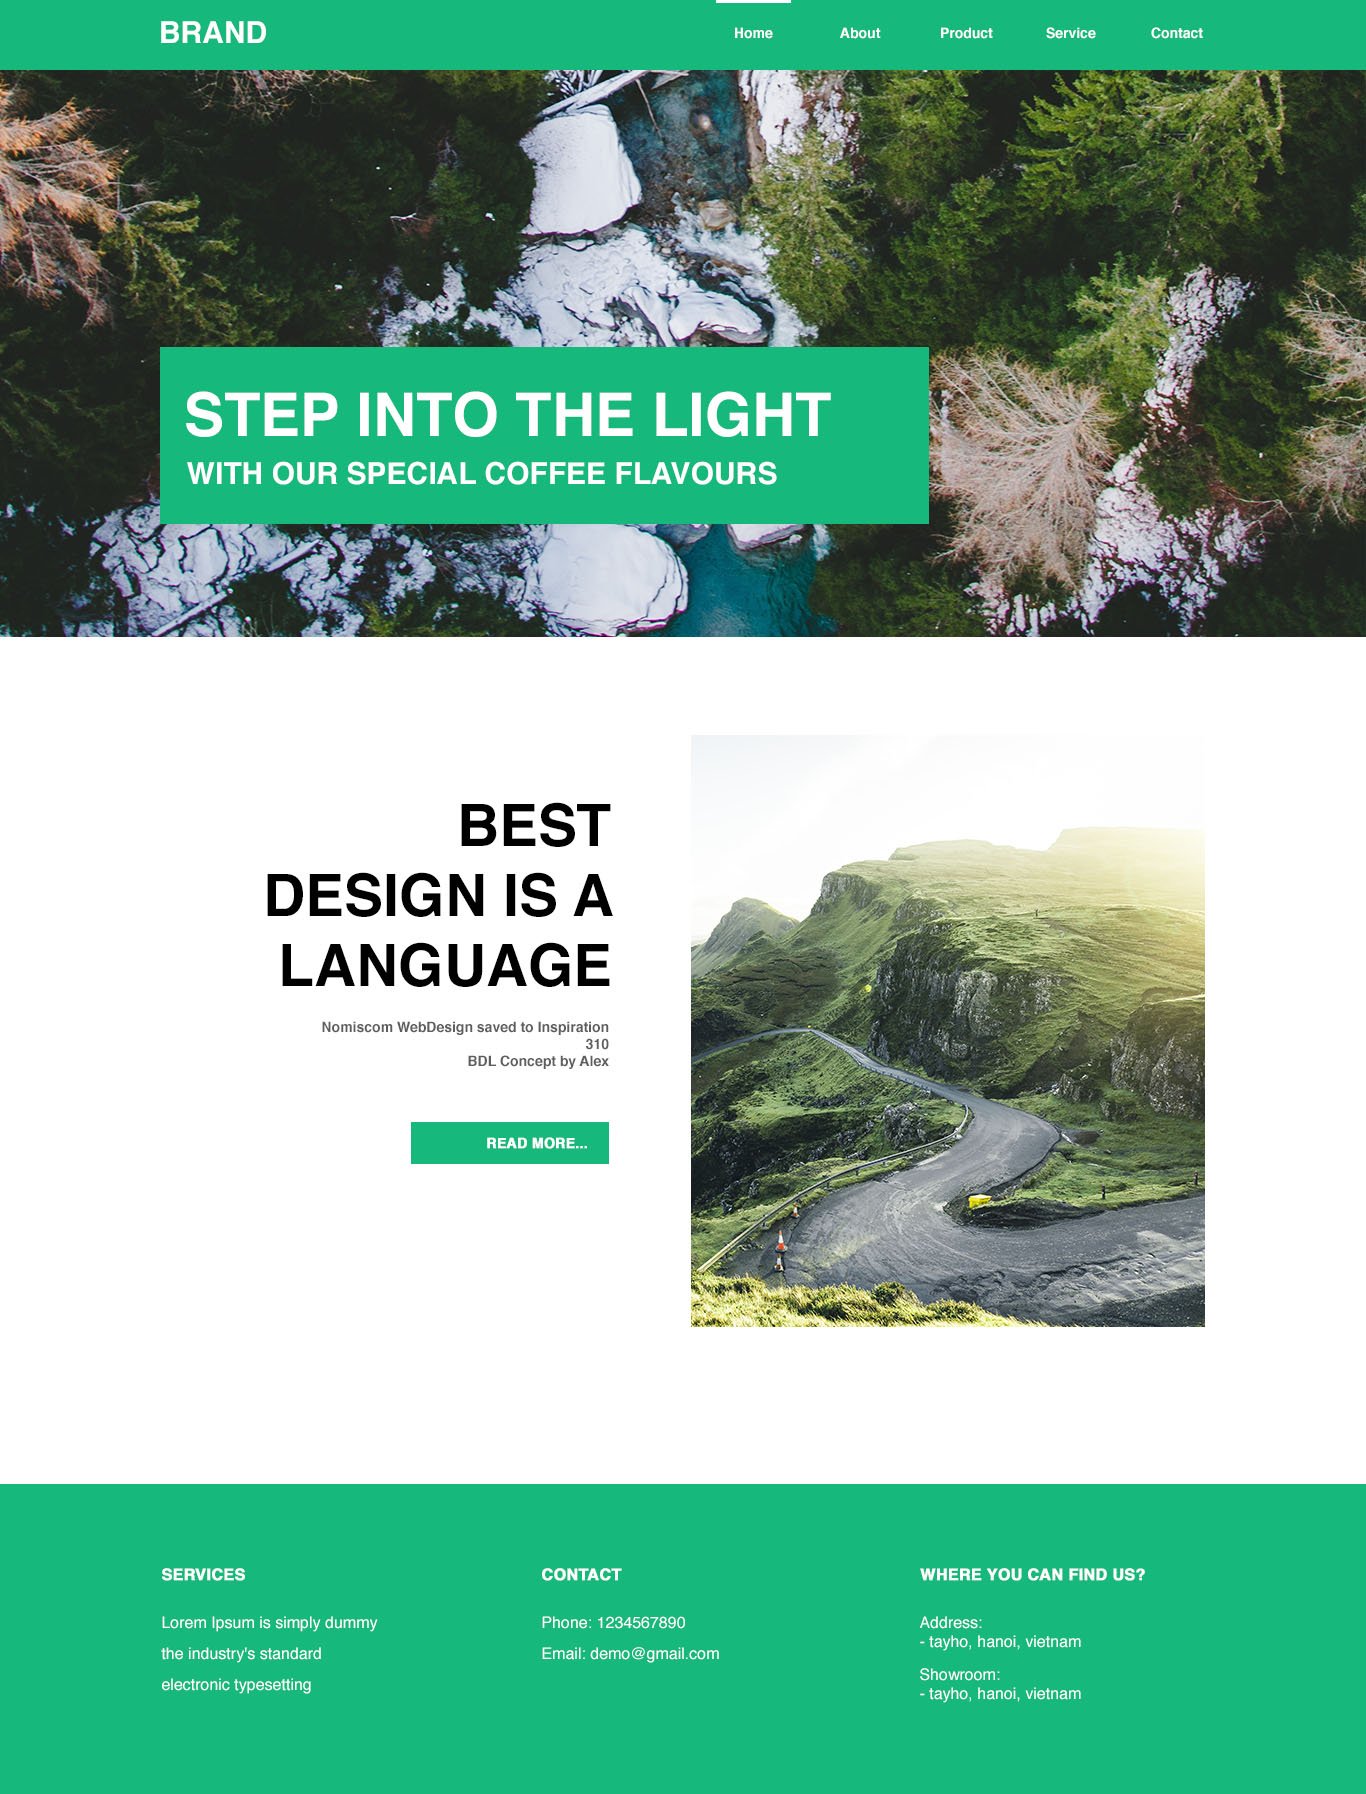 BRAND
Home About Product Service Contact
STEP INTO THE LIGHT
WITH OUR SPECIAL COFFEE FLAVOURS
BEST
DESIGN IS A
LANGUAGE
Nomiscom WebDesign saved to Inspiration
310
BDL Concept by Alex
READ MORE...
SERVICES
Lorem Ipsum is simply dummy
the industry's standard
electronic typesetting
CONTACT
Phone: 1234567890
Email: demo@gmail.com
WHERE YOU CAN FIND US?
Address:
- tayho, hanoi, vietnam
Showroom:
- tayho, hanoi, vietnam